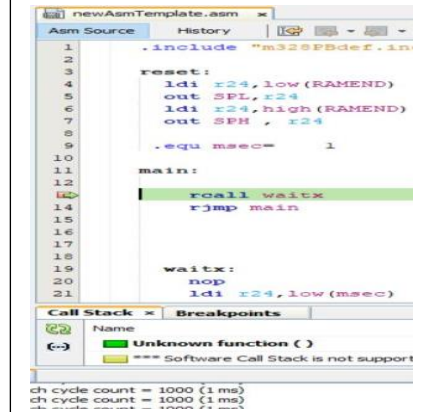 newAsmTemplate.asm ×
Asm Source History
1 .include "m328PBdef.in
2
3 reset:
4 ldi r24,low(RAMEND)
5 out SPL,r24
6 ldi r24,high(RAMEND)
7 out SPH , r24
8
9 .equ msec= 1
10
11 main:
12
rcall waitx
14 rjmp main
15
16
17
18
19 waitx:
20 nop
21 ldi r24,low(msec)
Call Stack × Breakpoints
Name
Unknown function ( )
*** Software Call Stack is not support
ch cycle count = 1000 (1 ms)
ch cycle count = 1000 (1 ms)
ch cycle count = 1000 (1 ms)